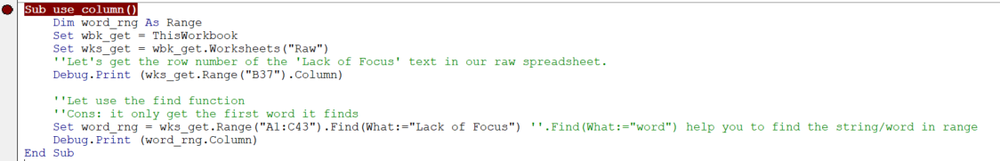 Sub use_column()
    Dim word_rng As Range
    Set wbk_get = ThisWorkbook
    Set wks_get = wbk_get.Worksheets("Raw")
    ''Let's get the row number of the 'Lack of Focus' text in our raw spreadsheet.
    Debug.Print (wks_get.Range("B37").Column)
    ''Let use the find function
    ''Cons: it only get the first word it finds
    Set word_rng = wks_get.Range("A1:C43").Find(What:="Lack of Focus") ''.Find(What:="word") help you to find the string/word in range
    Debug.Print (word_rng.Column)
End Sub